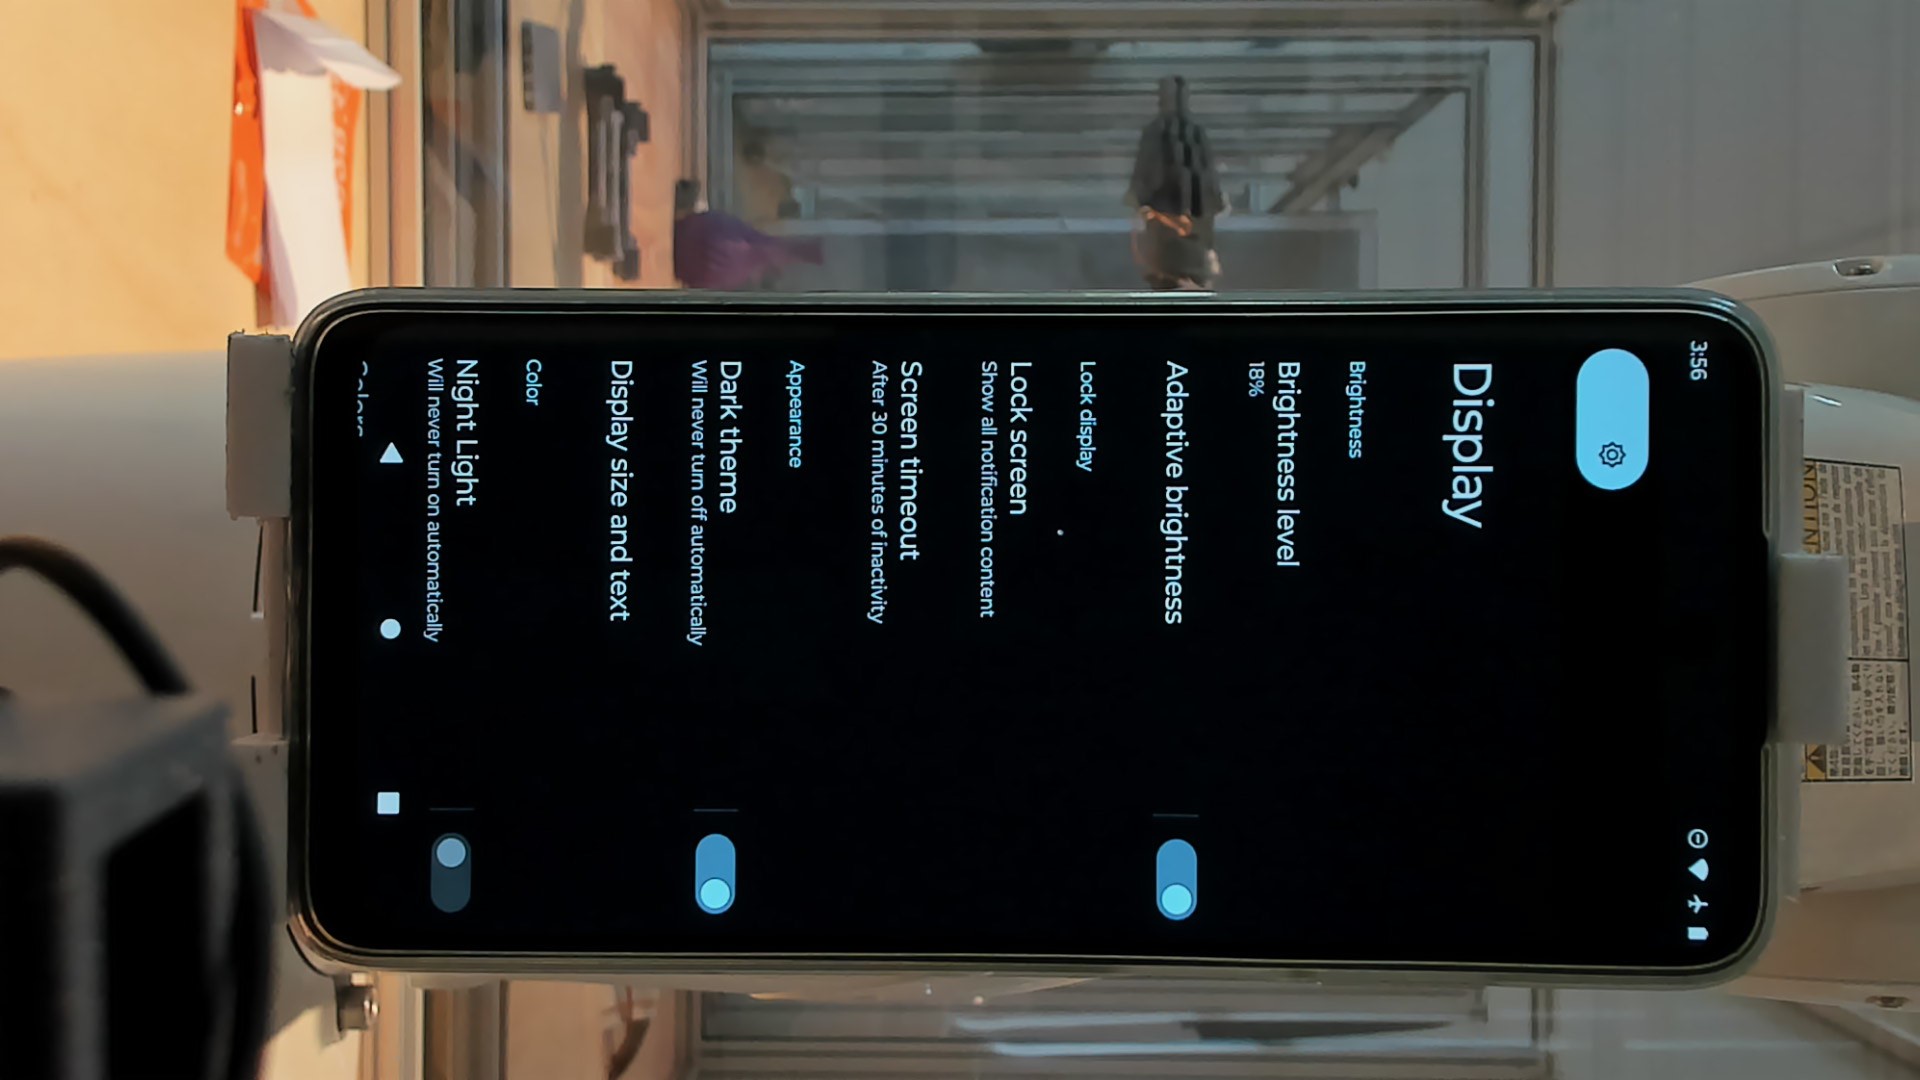 3:56
Display
Brightness
Brightness level
18%
Adaptive brightness
Lock display
Lock screen
Show all notification content
Screen timeout
After 30 minutes of inactivity
Appearance
Dark theme
Will never turn off automatically
Display size and text
Color
Night Light
Will never turn on automatically